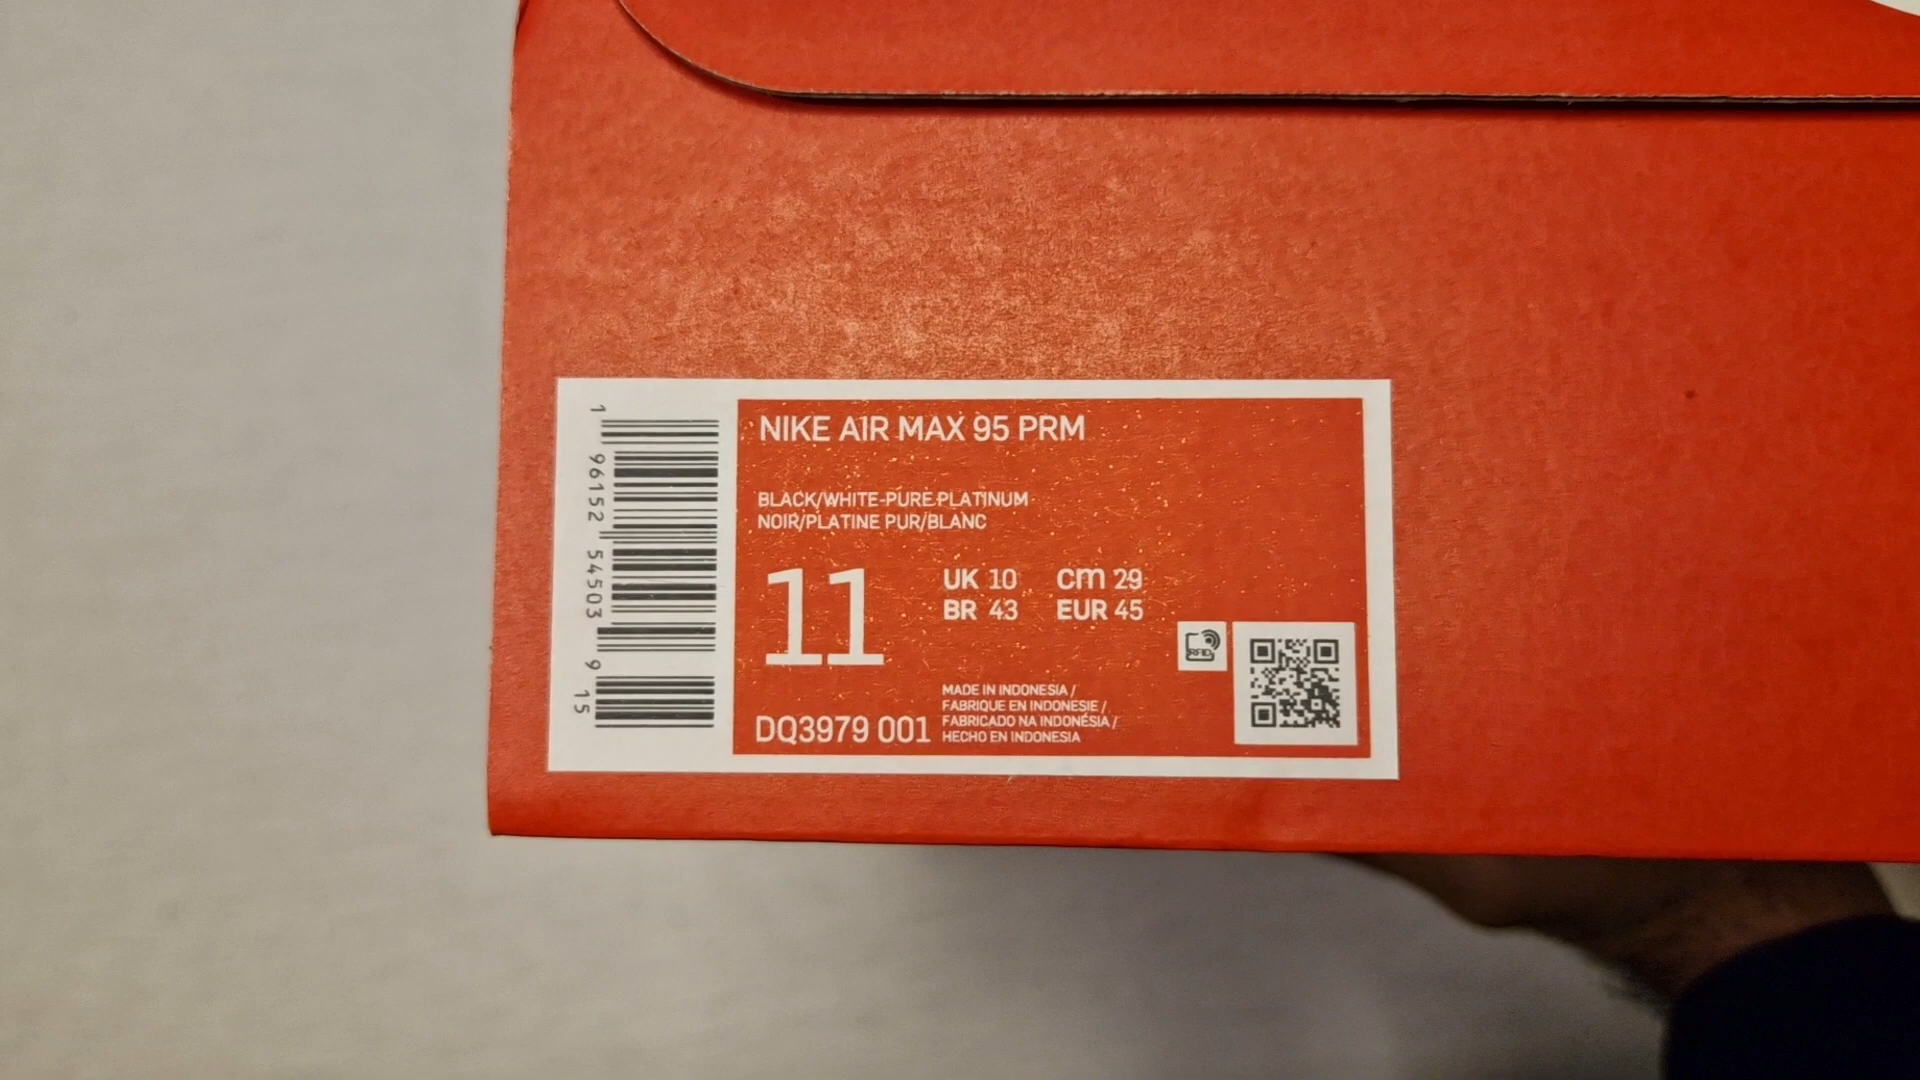 NIKE AIR MAX 95 PRM
BLACK/WHITE-PURE PLATINUM
NOIR/PLATINE PUR/BLANC
11
UK 10 cm 29
BR 43 EUR 45
RFID
MADE IN INDONESIA /
FABRIQUE EN INDONESIE /
FABRICADO NA INDONÉSIA /
HECHO EN INDONESIA
DQ3979 001
1 96152 54503 9 15